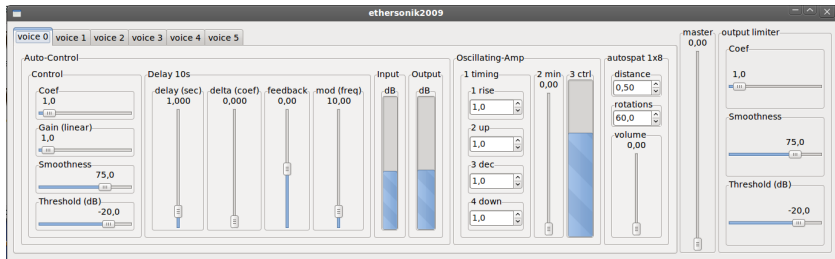 ethersonik2009
voice 0 voice 1 voice 2 voice 3 voice 4 voice 5
Auto-Control
Control
Coef
1,0
Gain (linear)
1,0
Smoothness
75,0
Threshold (dB)
-20,0
Delay 10s
delay (sec) delta (coef) feedback mod (freq)
1,000 0,000 0,00 10,00
Input Output
dB dB
Oscillating-Amp
1 timing
1 rise
1,0
2 up
1,0
3 dec
1,0
4 down
1,0
2 min
0,00
3 ctrl
autospat 1x8
distance
0,50
rotations
60,0
volume
0,00
master
0,00
output limiter
Coef
1,0
Smoothness
75,0
Threshold (dB)
-20,0